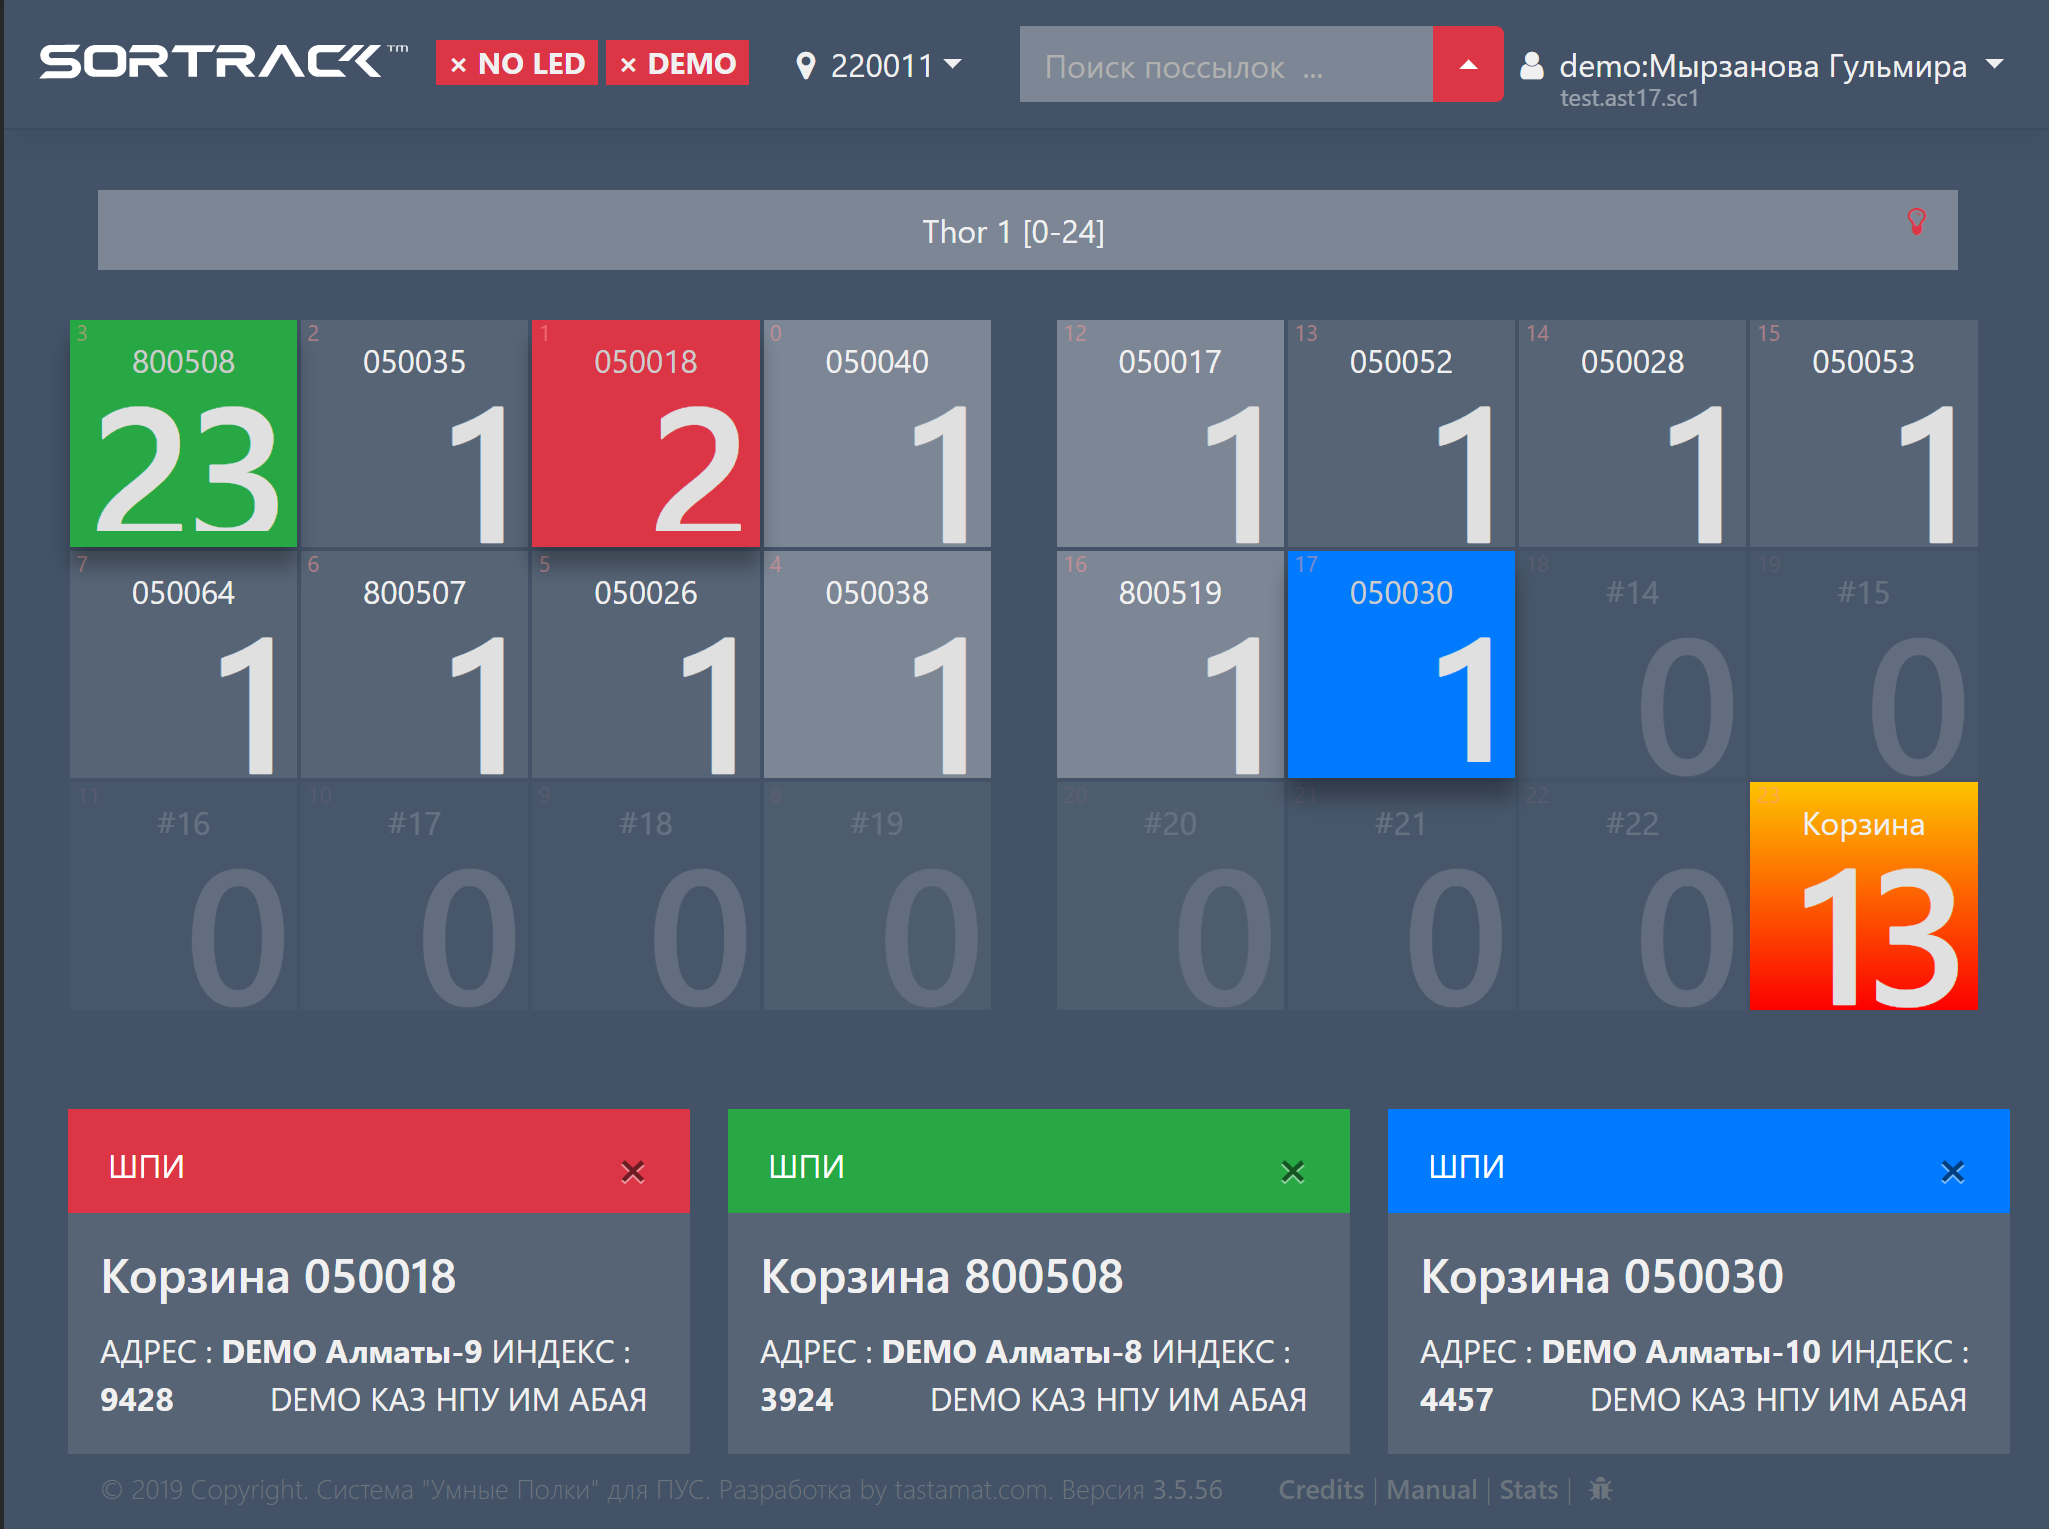 SORTRACK™ × NO LED × DEMO 220011 Поиск поссылок ... demo:Мырзанова Гульмира
test.ast17.sc1
Thor 1 [0-24]
3 2 1 0 12 13 14 15
800508 050035 050018 050040 050017 050052 050028 050053
23 1 2 1 1 1 1 1
7 6 5 4 16 17 18 19
050064 800507 050026 050038 800519 050030 #14 #15
1 1 1 1 1 1 0 0
11 10 9 8 20 21 22 23
#16 #17 #18 #19 #20 #21 #22 Корзина
0 0 0 0 0 0 0 13
ШПИ ×
Корзина 050018
АДРЕС : DEMO Алматы-9 ИНДЕКС :
9428 DEMO КАЗ НПУ ИМ АБАЯ
ШПИ ×
Корзина 800508
АДРЕС : DEMO Алматы-8 ИНДЕКС :
3924 DEMO КАЗ НПУ ИМ АБАЯ
ШПИ ×
Корзина 050030
АДРЕС : DEMO Алматы-10 ИНДЕКС :
4457 DEMO КАЗ НПУ ИМ АБАЯ
© 2019 Copyright. Система "Умные Полки" для ПУС. Разработка by tastamat.com. Версия 3.5.56 Credits | Manual | Stats |